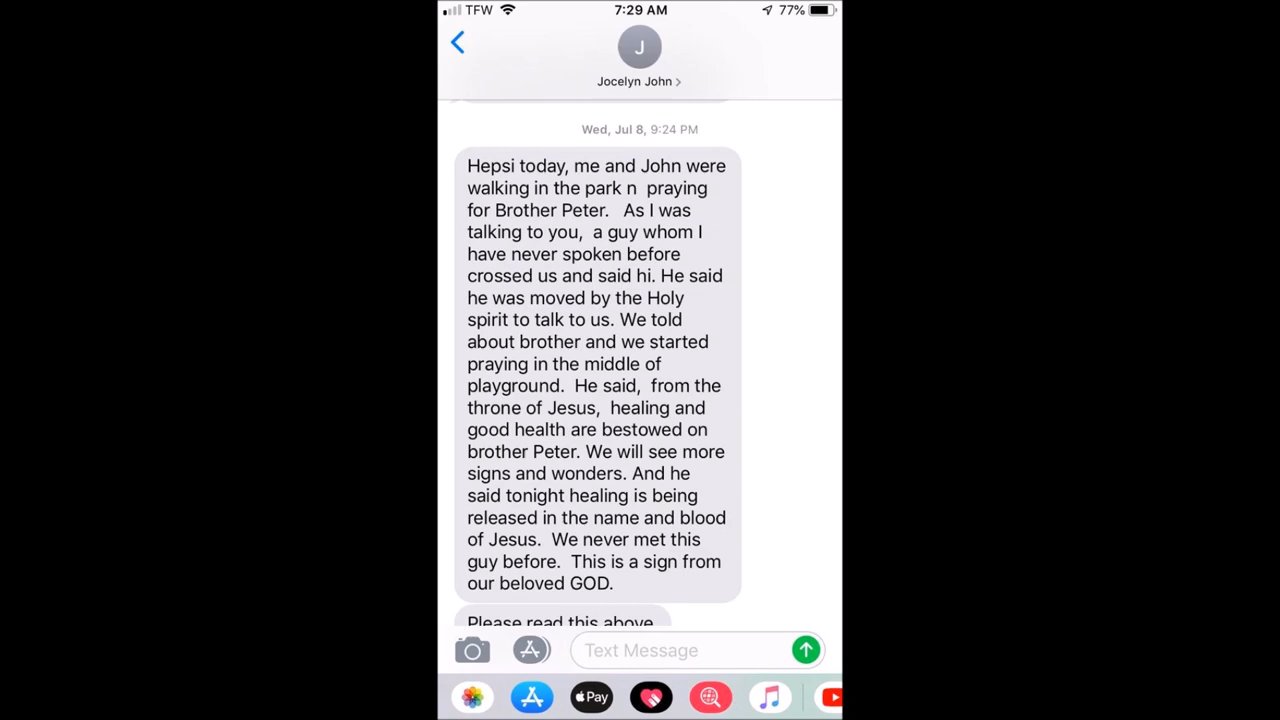 TFW 7:29 AM 77%
J
Jocelyn John >
Wed, Jul 8, 9:24 PM
Hepsi today, me and John were
walking in the park n  praying
for Brother Peter.   As I was
talking to you,  a guy whom I
have never spoken before
crossed us and said hi. He said
he was moved by the Holy
spirit to talk to us. We told
about brother and we started
praying in the middle of
playground.  He said,  from the
throne of Jesus,  healing and
good health are bestowed on
brother Peter. We will see more
signs and wonders. And he
said tonight healing is being
released in the name and blood
of Jesus.  We never met this
guy before.  This is a sign from
our beloved GOD.
Please read this above
Text Message
Pay